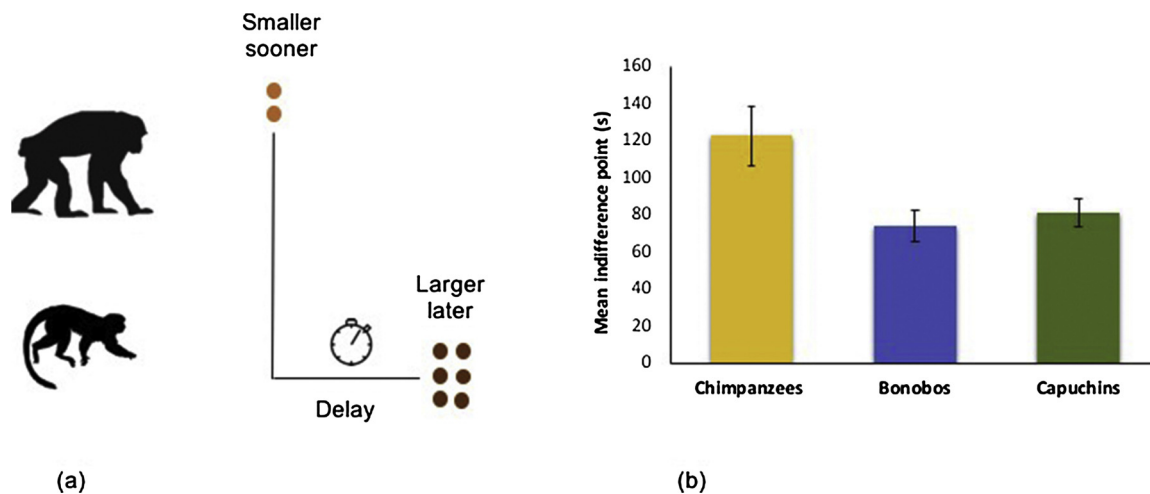 Smaller
sooner
Larger
later
Delay
(a)
Mean indifference point (s)
160
140
120
100
80
60
40
20
0
Chimpanzees
Bonobos
Capuchins
(b)